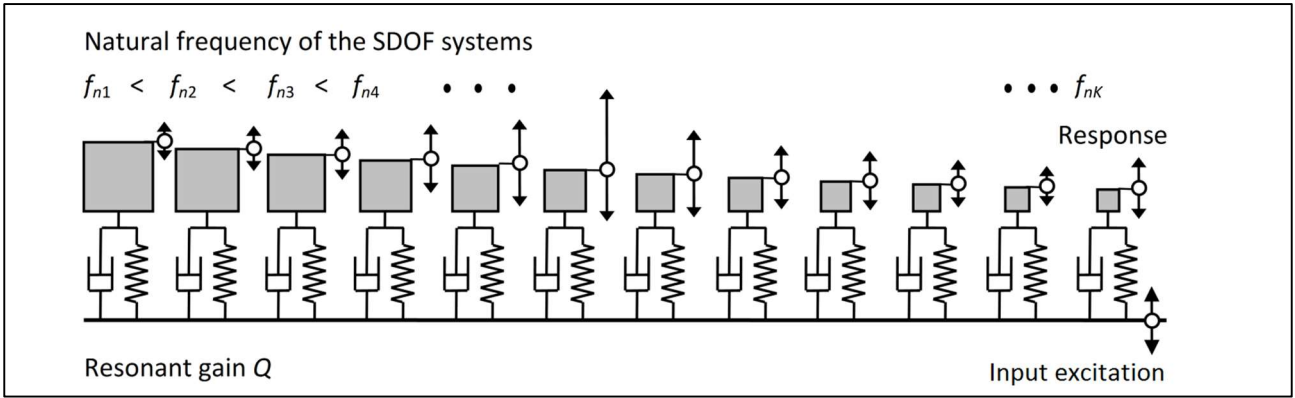 Natural frequency of the SDOF systems
fn1 < fn2 < fn3 < fn4 • • • • • • fnK
Response
Resonant gain Q
Input excitation